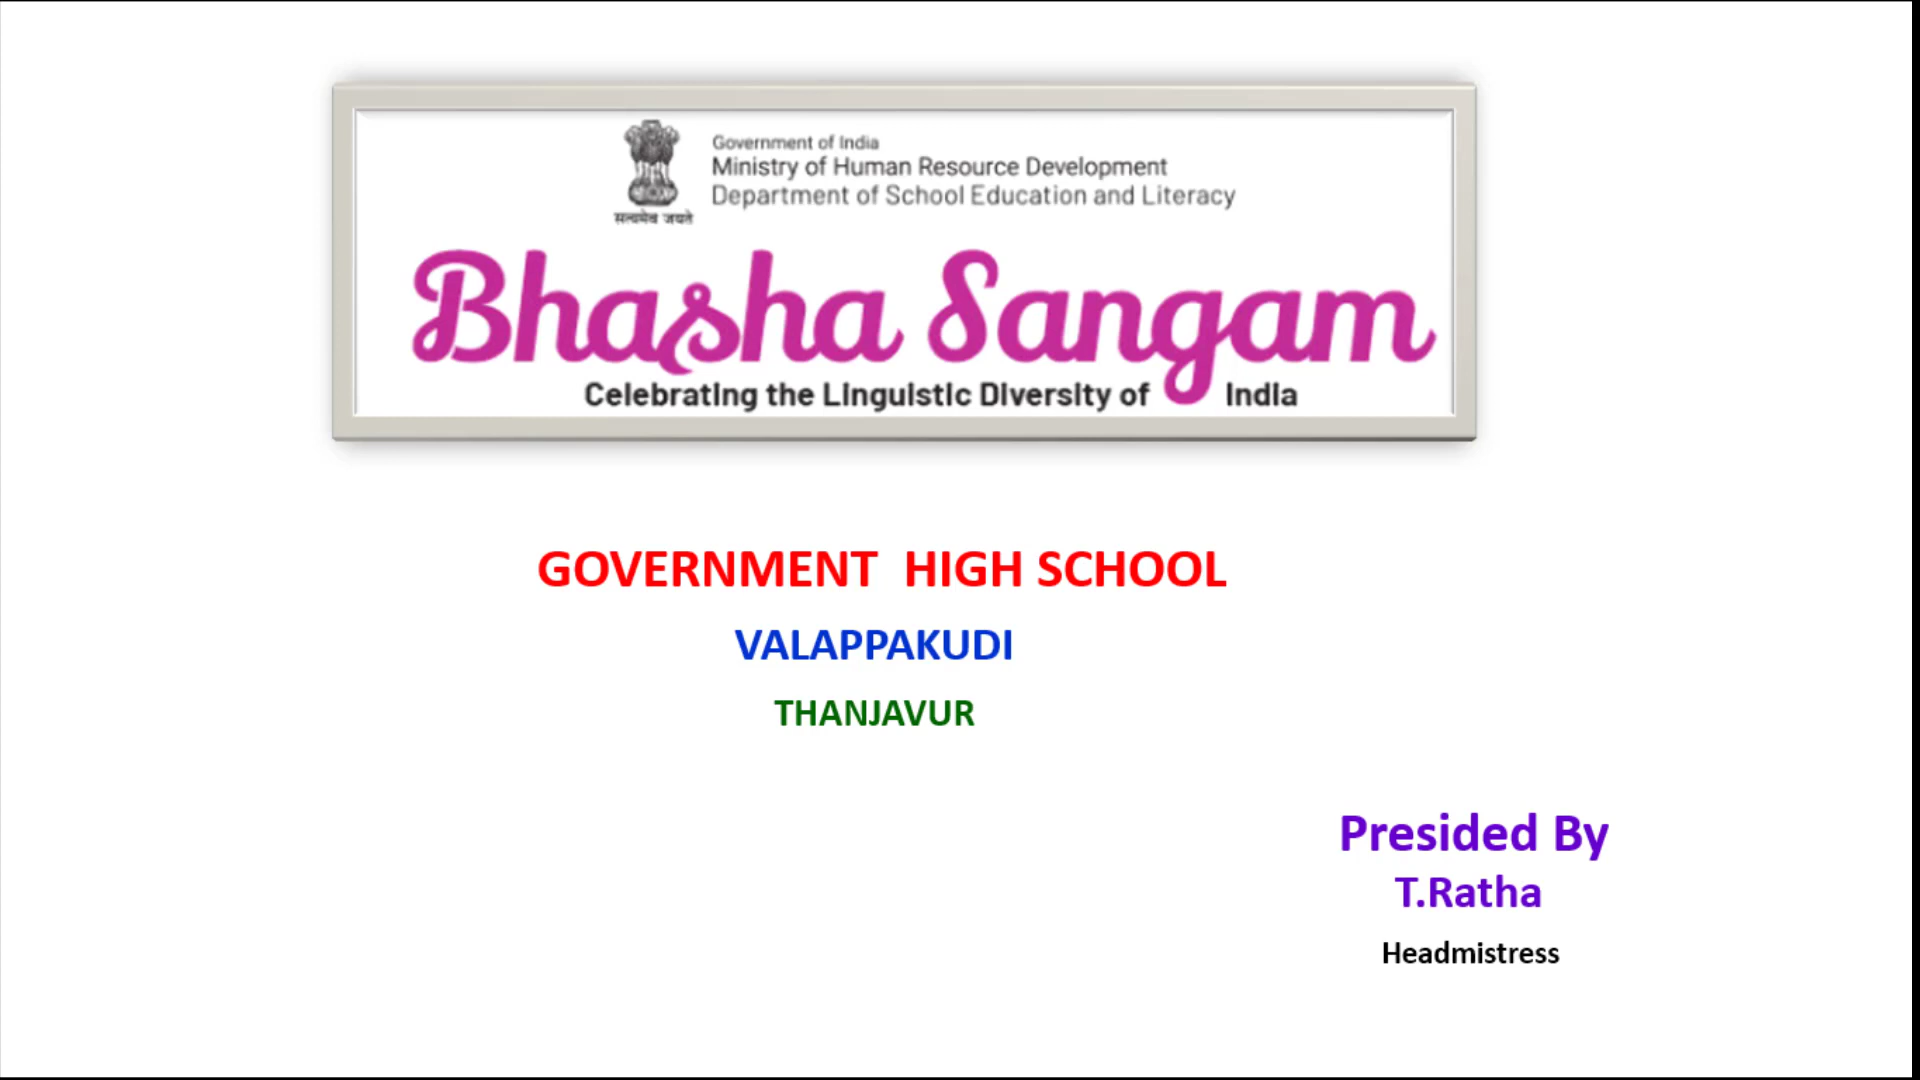 Government of India
Ministry of Human Resource Development
Department of School Education and Literacy
सत्यमेव जयते
Bhasha Sangam
Celebrating the Linguistic Diversity of India
GOVERNMENT HIGH SCHOOL
VALAPPAKUDI
THANJAVUR
Presided By
T.Ratha
Headmistress